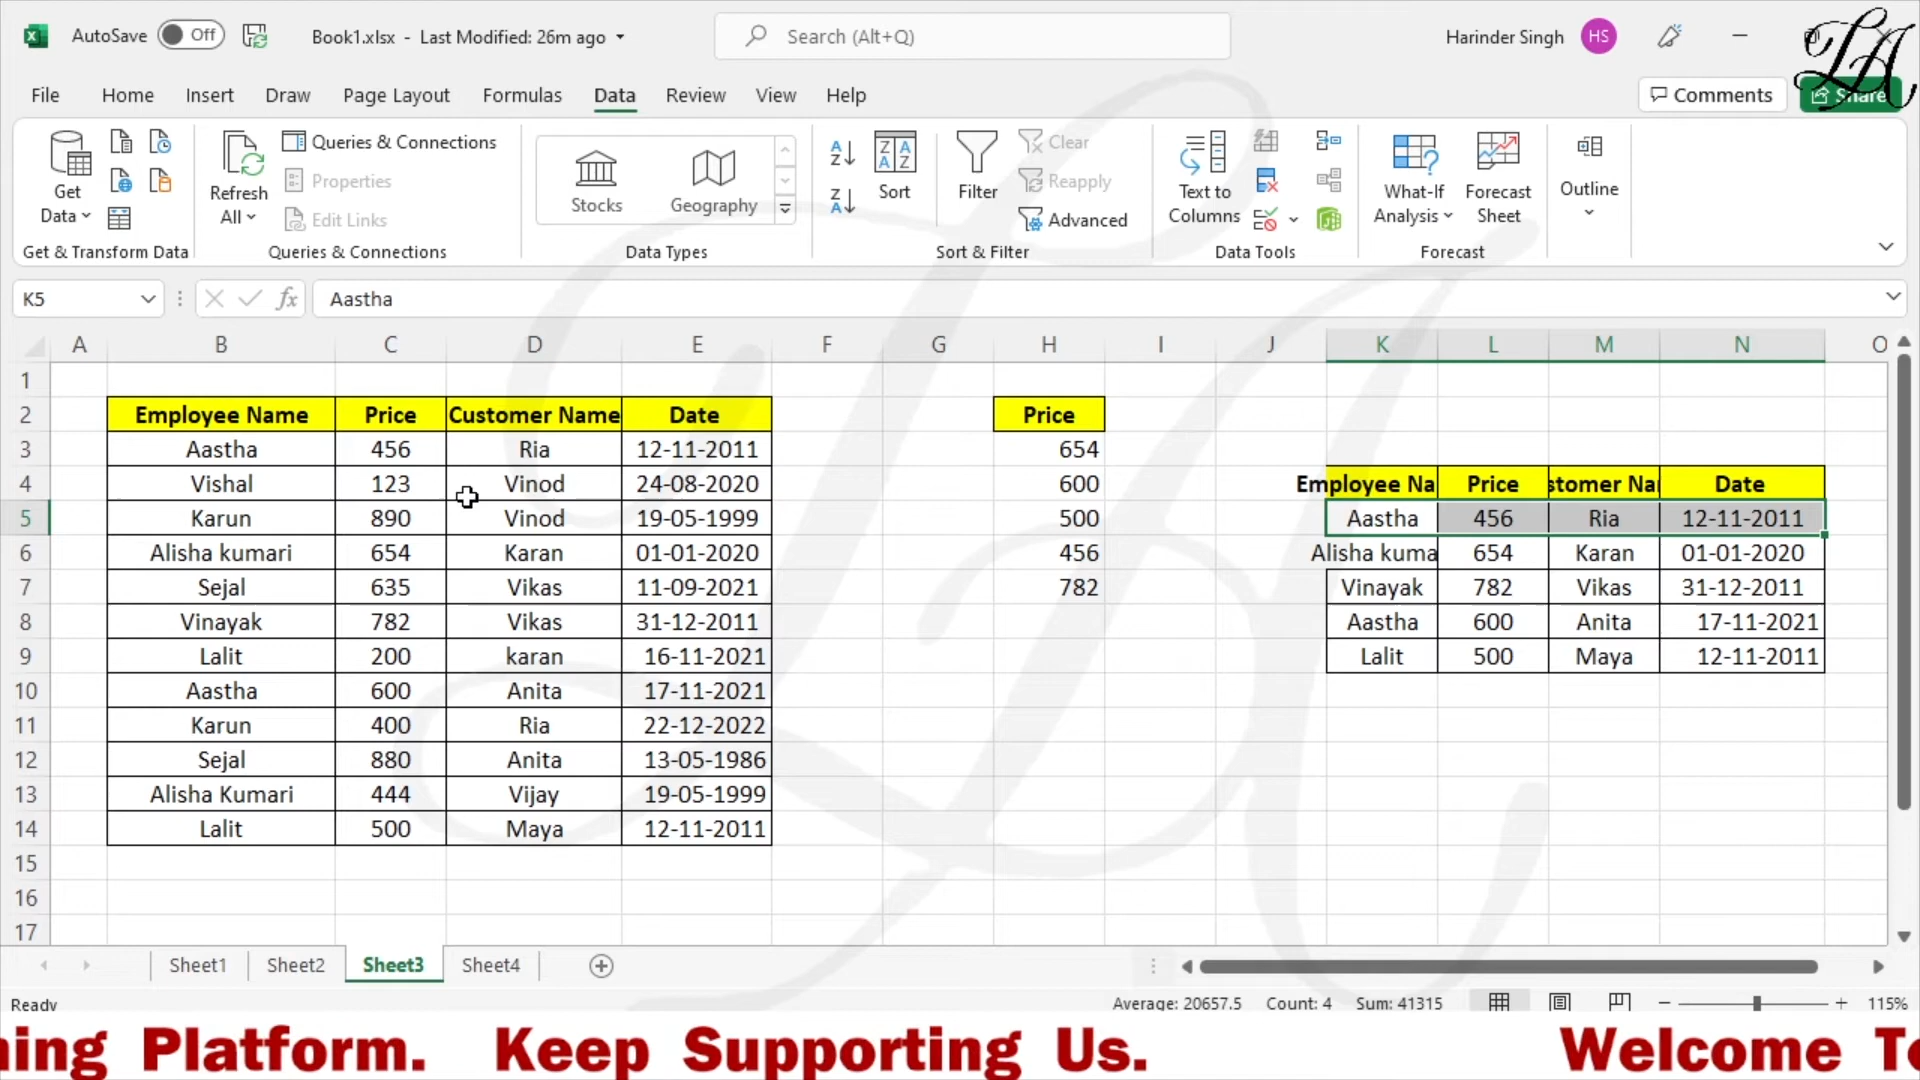 AutoSave Off Book1.xlsx - Last Modified: 26m ago Search (Alt+Q) Harinder Singh HS
File Home Insert Draw Page Layout Formulas Data Review View Help Comments Share
Get Data
Refresh All
Queries & Connections
Properties
Edit Links
Stocks
Geography
Sort
Filter
Clear
Reapply
Advanced
Text to Columns
What-If Analysis
Forecast Sheet
Outline
Get & Transform Data Queries & Connections Data Types Sort & Filter Data Tools Forecast
K5 fx Aastha
A B C D E F G H I J K L M N O
1
2 Employee Name Price Customer Name Date Price
3 Aastha 456 Ria 12-11-2011 654
4 Vishal 123 Vinod 24-08-2020 600 Employee Na Price stomer Na Date
5 Karun 890 Vinod 19-05-1999 500 Aastha 456 Ria 12-11-2011
6 Alisha kumari 654 Karan 01-01-2020 456 Alisha kuma 654 Karan 01-01-2020
7 Sejal 635 Vikas 11-09-2021 782 Vinayak 782 Vikas 31-12-2011
8 Vinayak 782 Vikas 31-12-2011 Aastha 600 Anita 17-11-2021
9 Lalit 200 karan 16-11-2021 Lalit 500 Maya 12-11-2011
10 Aastha 600 Anita 17-11-2021
11 Karun 400 Ria 22-12-2022
12 Sejal 880 Anita 13-05-1986
13 Alisha Kumari 444 Vijay 19-05-1999
14 Lalit 500 Maya 12-11-2011
15
16
17
Sheet1 Sheet2 Sheet3 Sheet4
Ready Average: 20657.5 Count: 4 Sum: 41315 115%
ning Platform. Keep Supporting Us. Welcome To